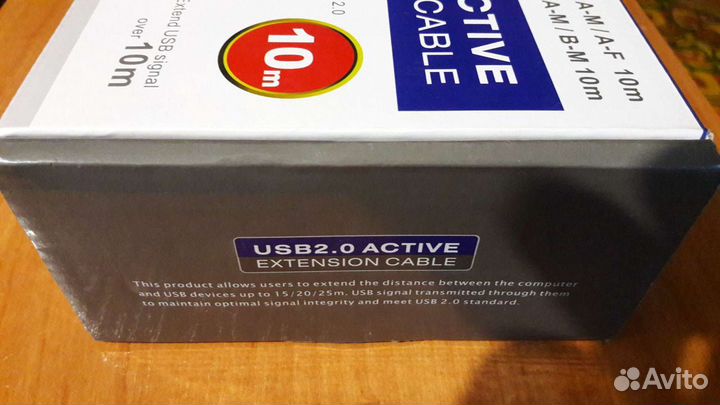 Extend USB signal
over 10m
10m
2.0
ACTIVE
CABLE
A-M / A-F 10m
A-M / B-M 10m
USB2.0 ACTIVE
EXTENSION CABLE
This product allows users to extend the distance between the computer
and USB devices up to 15/20/25m. USB signal transmitted through them
to maintain optimal signal integrity and meet USB 2.0 standard.
Avito